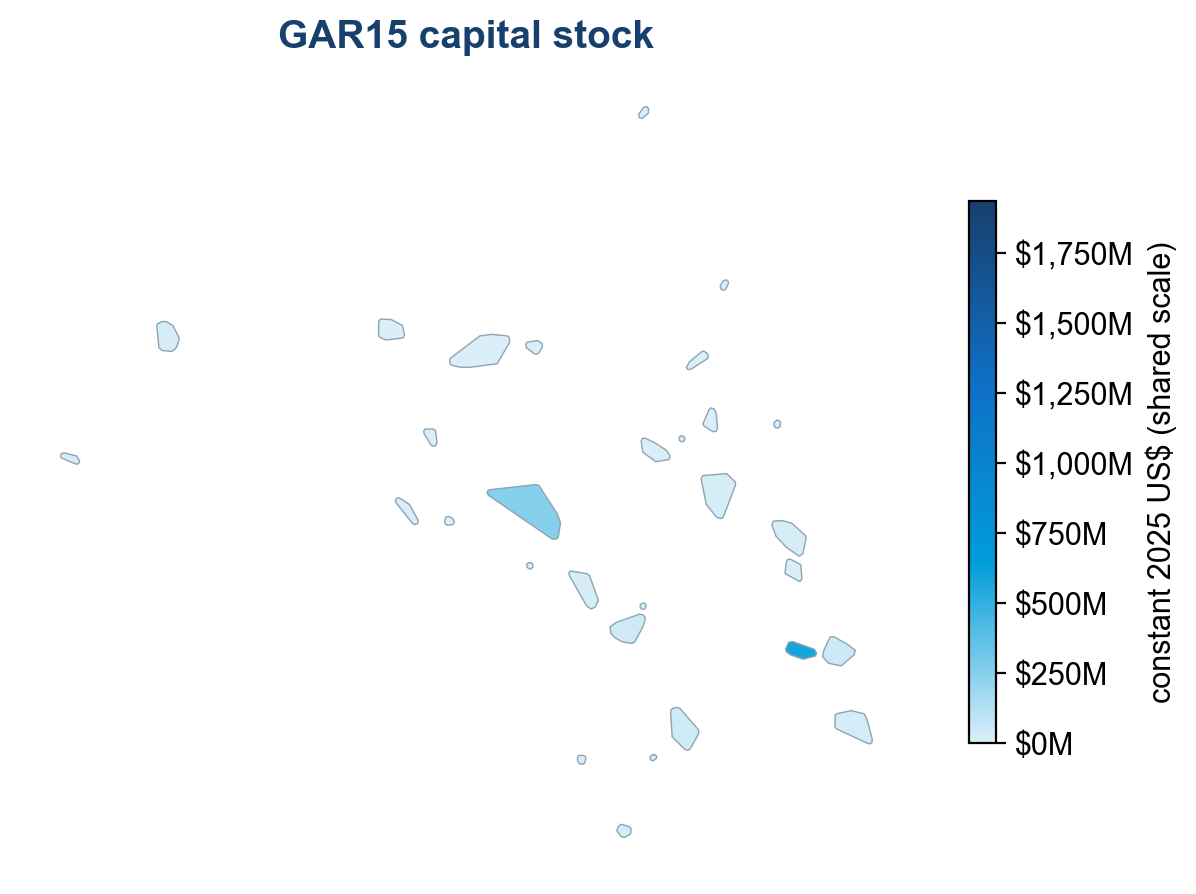 GAR15 capital stock
$1,750M
$1,500M
$1,250M
$1,000M
$750M
$500M
$250M
$0M
constant 2025 US$ (shared scale)